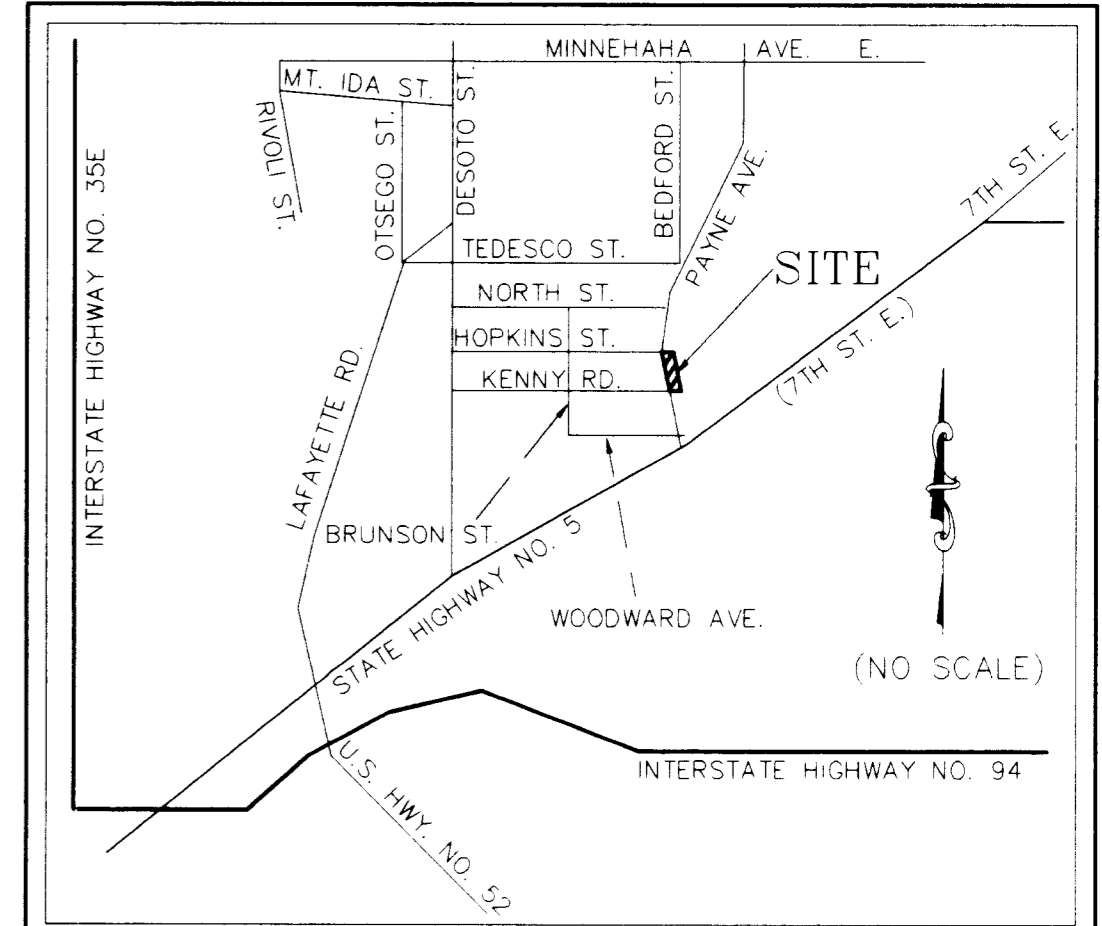 MINNEHAHA AVE. E.
MT. IDA ST.
RIVOLI ST.
OTSEGO ST.
DESOTO ST.
BEDFORD ST.
PAYNE AVE.
7TH ST. E.
INTERSTATE HIGHWAY NO. 35E
TEDESCO ST.
SITE
NORTH ST.
HOPKINS ST.
KENNY RD.
(7TH ST. E.)
LAFAYETTE RD.
BRUNSON ST.
STATE HIGHWAY NO. 5
WOODWARD AVE.
(NO SCALE)
INTERSTATE HIGHWAY NO. 94
U.S. HWY. NO. 52